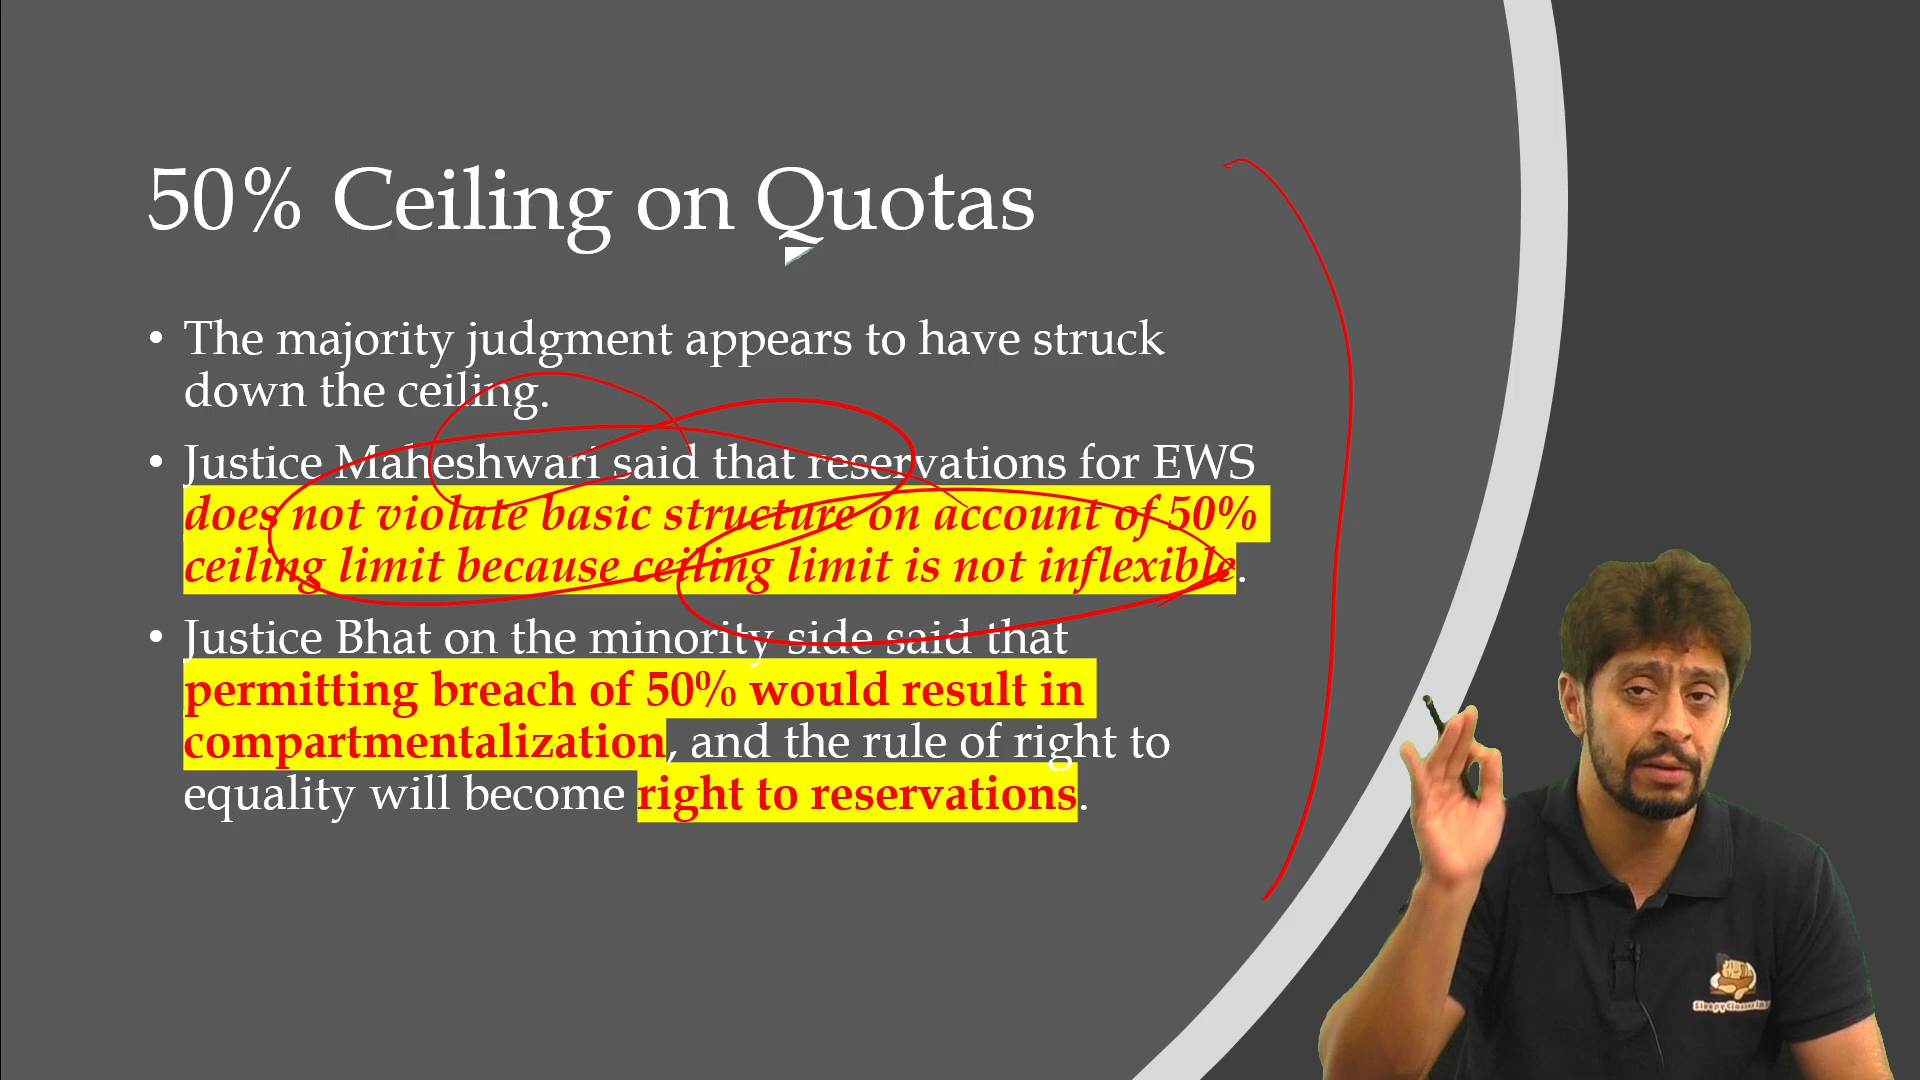 50% Ceiling on Quotas
• The majority judgment appears to have struck
down the ceiling.
• Justice Maheshwari said that reservations for EWS
does not violate basic structure on account of 50%
ceiling limit because ceiling limit is not inflexible.
• Justice Bhat on the minority side said that
permitting breach of 50% would result in
compartmentalization, and the rule of right to
equality will become right to reservations.